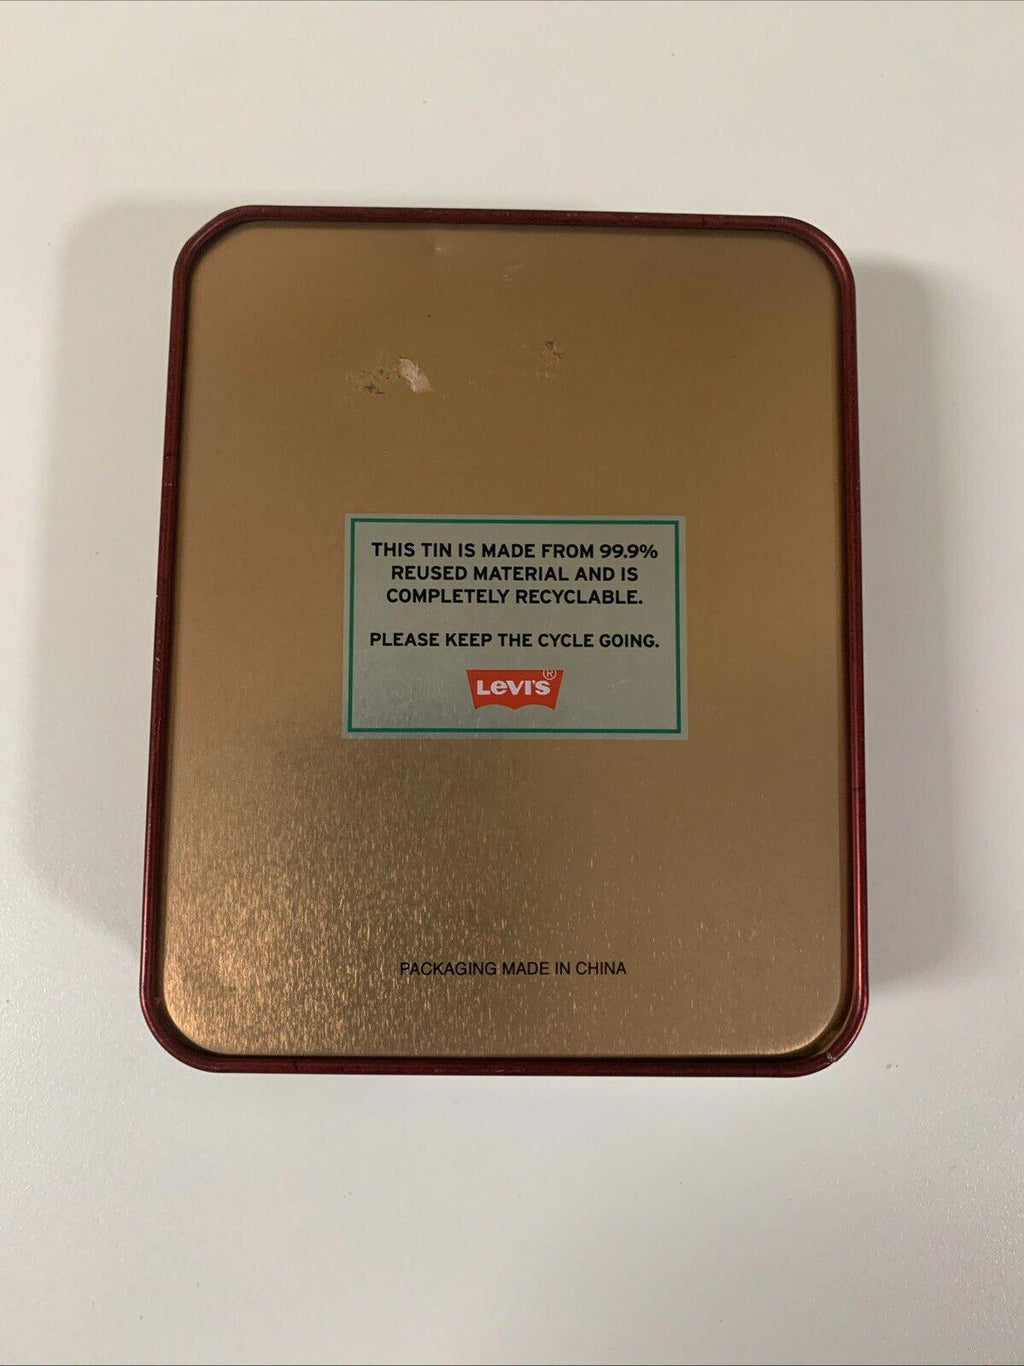 THIS TIN IS MADE FROM 99.9%
REUSED MATERIAL AND IS
COMPLETELY RECYCLABLE.
PLEASE KEEP THE CYCLE GOING.
LEVI'S®
PACKAGING MADE IN CHINA